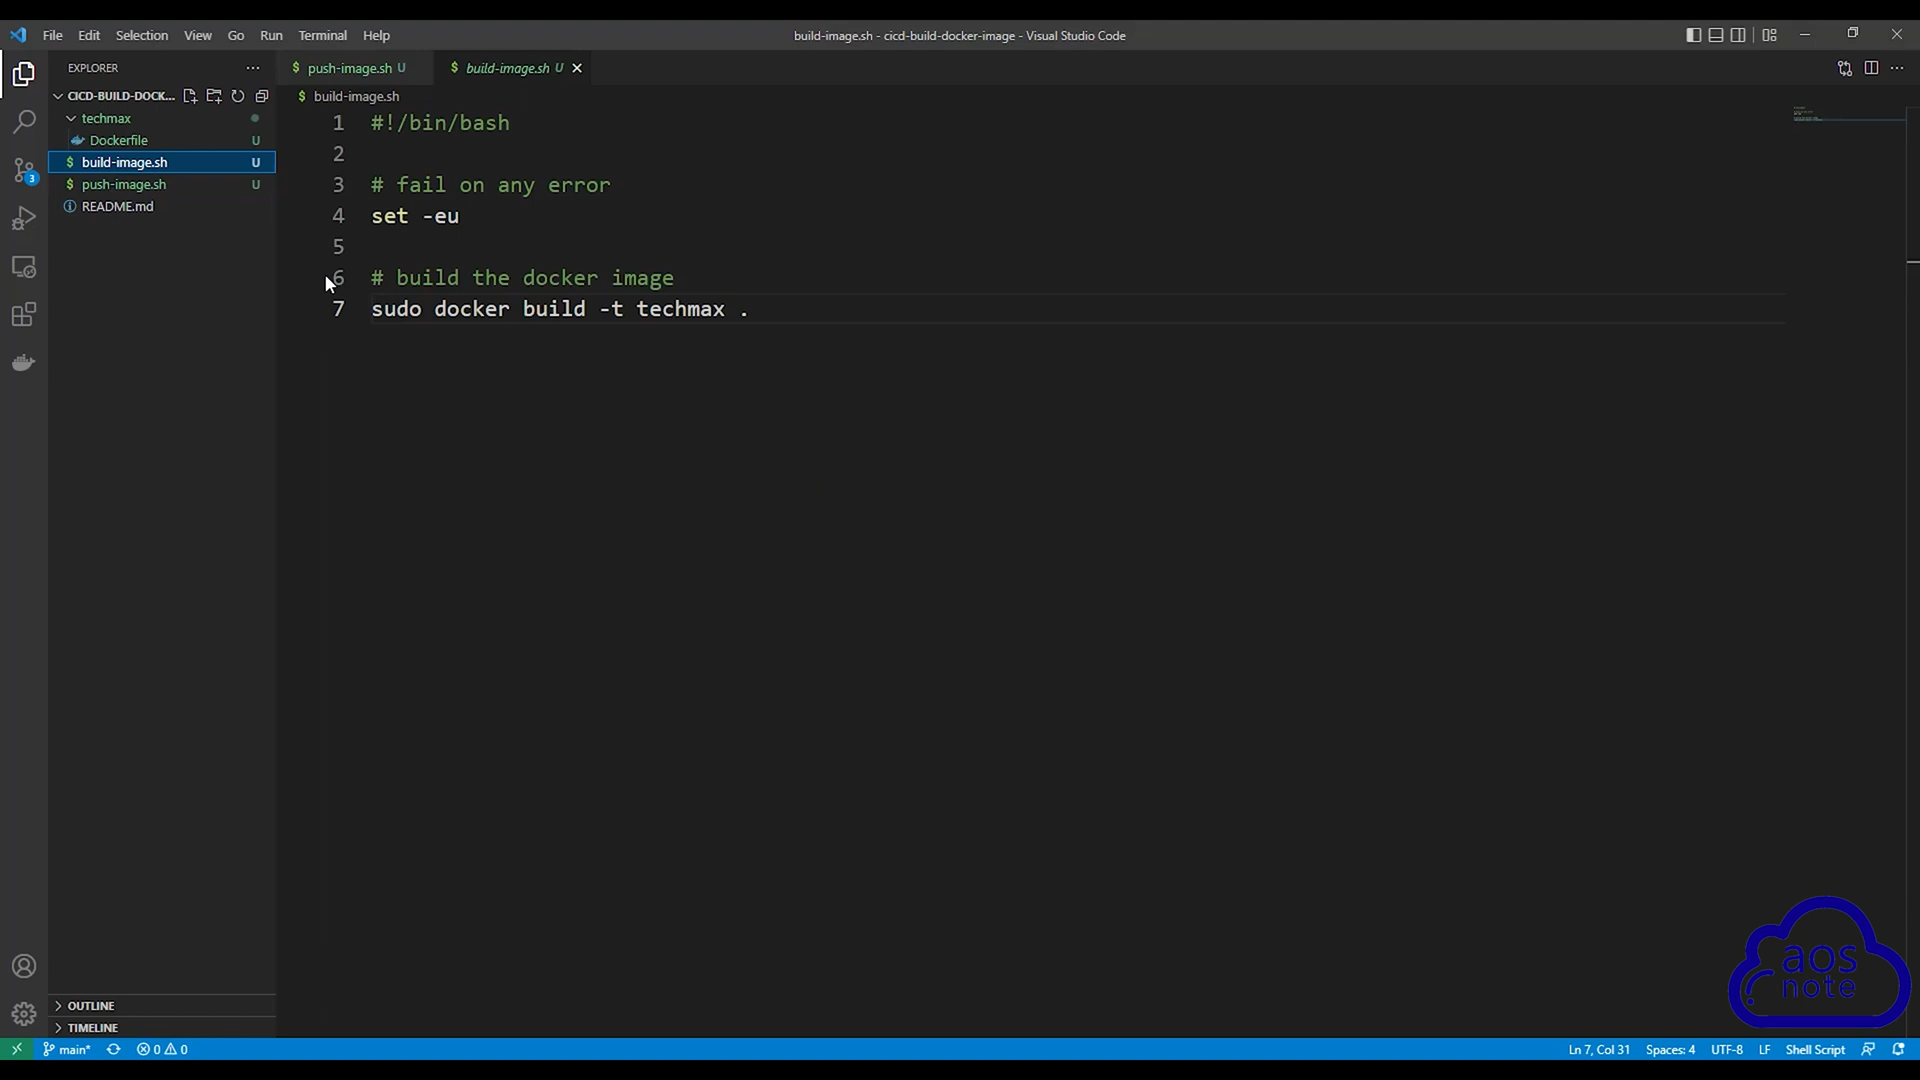 File Edit Selection View Go Run Terminal Help
build-image.sh - cicd-build-docker-image - Visual Studio Code
EXPLORER
CICD-BUILD-DOCK...
techmax
Dockerfile U
build-image.sh U
push-image.sh U
README.md
3
push-image.sh U
build-image.sh U
build-image.sh
1 #!/bin/bash
2
3 # fail on any error
4 set -eu
5
6 # build the docker image
7 sudo docker build -t techmax .
OUTLINE
TIMELINE
aos
note
main* 0 0
Ln 7, Col 31 Spaces: 4 UTF-8 LF Shell Script